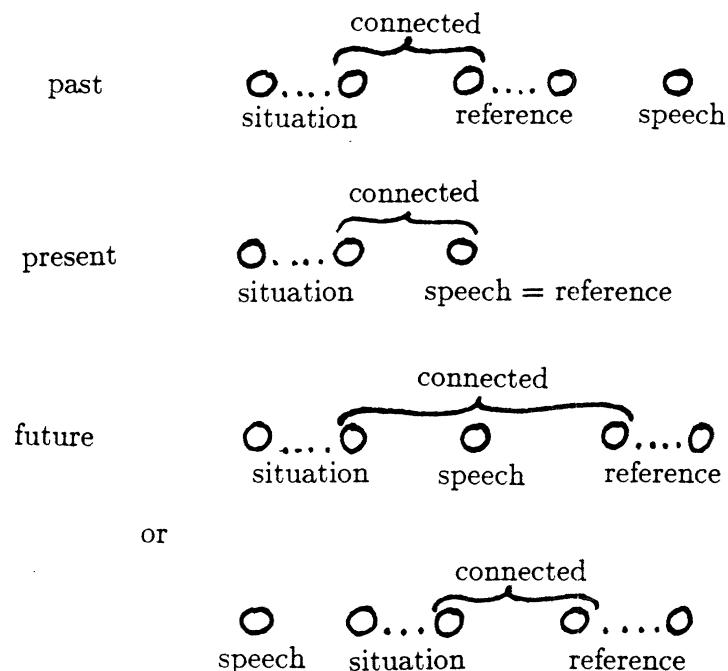 connected
past
situation reference speech
connected
present
situation speech = reference
connected
future
situation speech reference
or
connected
speech situation reference